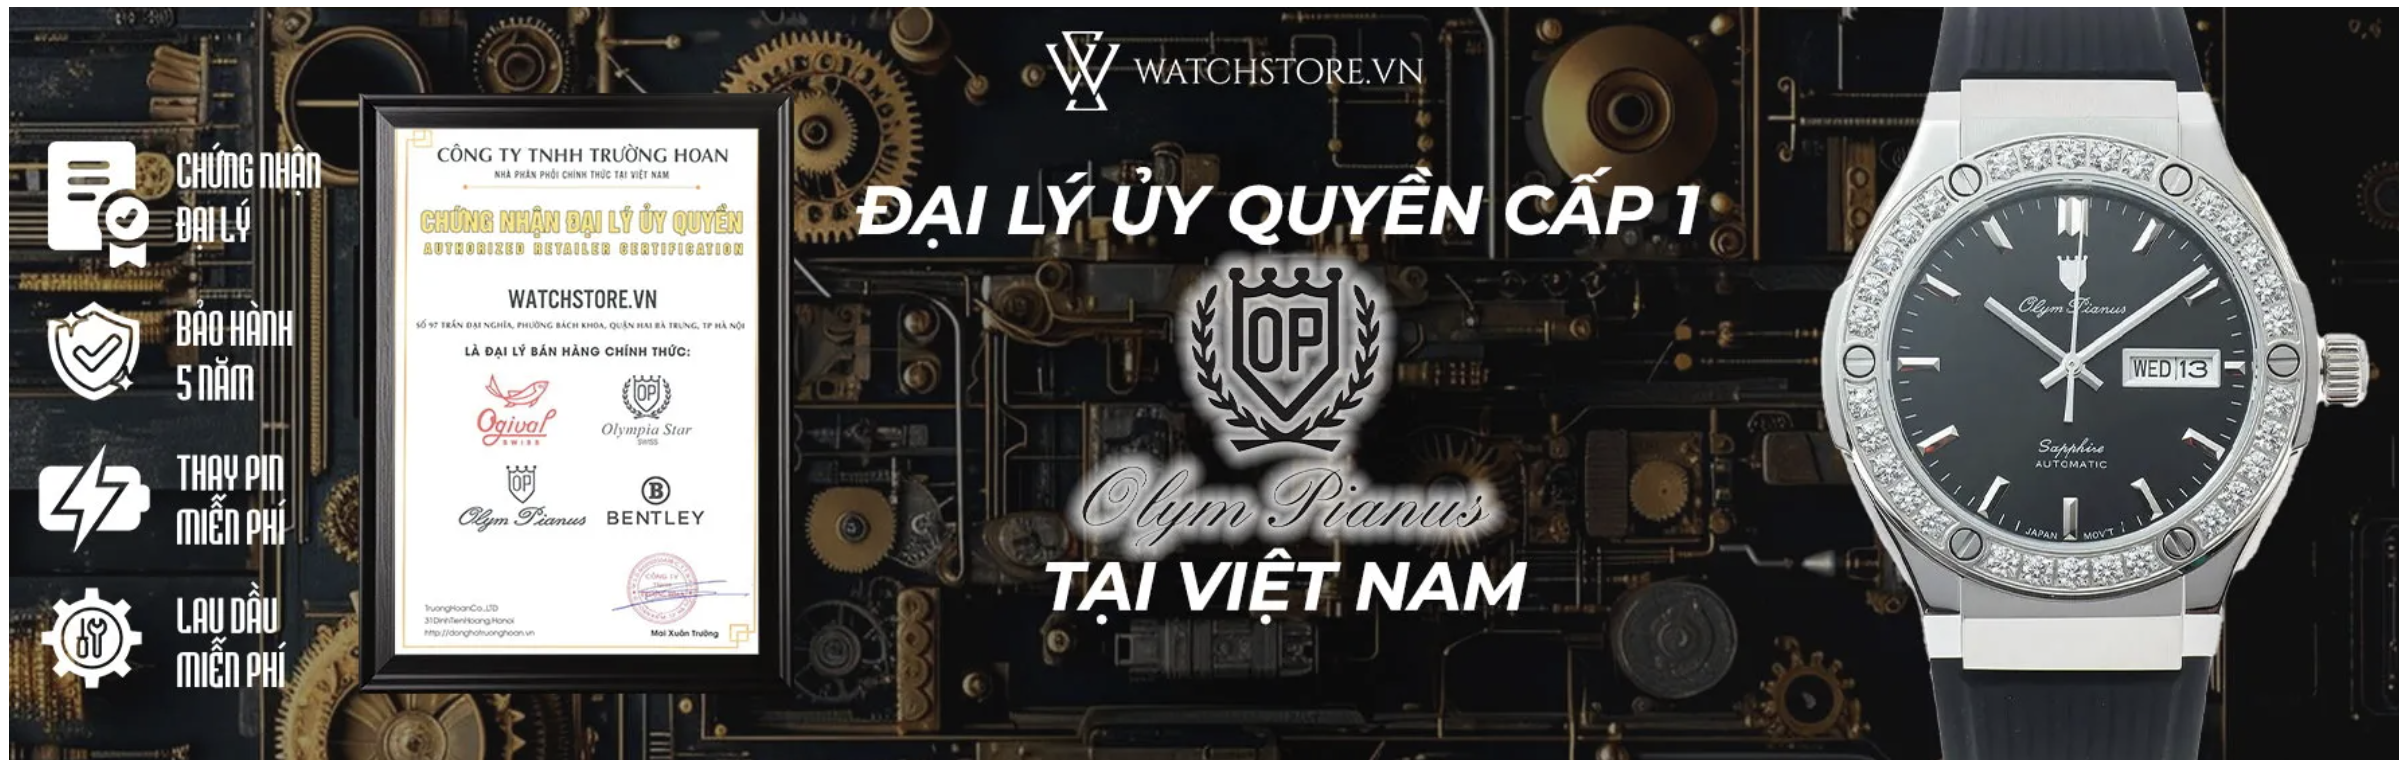 WATCHSTORE.VN
ĐẠI LÝ ỦY QUYỀN CẤP 1
OP
Olym Pianus
TẠI VIỆT NAM
CHỨNG NHẬN
ĐẠI LÝ
BẢO HÀNH
5 NĂM
THAY PIN
MIỄN PHÍ
LAU DẦU
MIỄN PHÍ
CÔNG TY TNHH TRƯỜNG HOAN
NHÀ PHÂN PHỐI CHÍNH THỨC TẠI VIỆT NAM
CHỨNG NHẬN ĐẠI LÝ ỦY QUYỀN
AUTHORIZED RETAILER CERTIFICATION
WATCHSTORE.VN
SỐ 97 TRẦN ĐẠI NGHĨA, PHƯỜNG BÁCH KHOA, QUẬN HAI BÀ TRƯNG, TP HÀ NỘI
LÀ ĐẠI LÝ BÁN HÀNG CHÍNH THỨC:
Ogival
SWISS
OP
Olympia Star
SWISS
OP
Olym Pianus
B
BENTLEY
CÔNG TY
TNHH
TruongHoanCo.,LTD
31DinhTienHoang,Hanoi
http://donghotruonghoan.vn
Mai Xuân Trường
Olym Pianus
WED 13
Sapphire
AUTOMATIC
JAPAN MOV'T